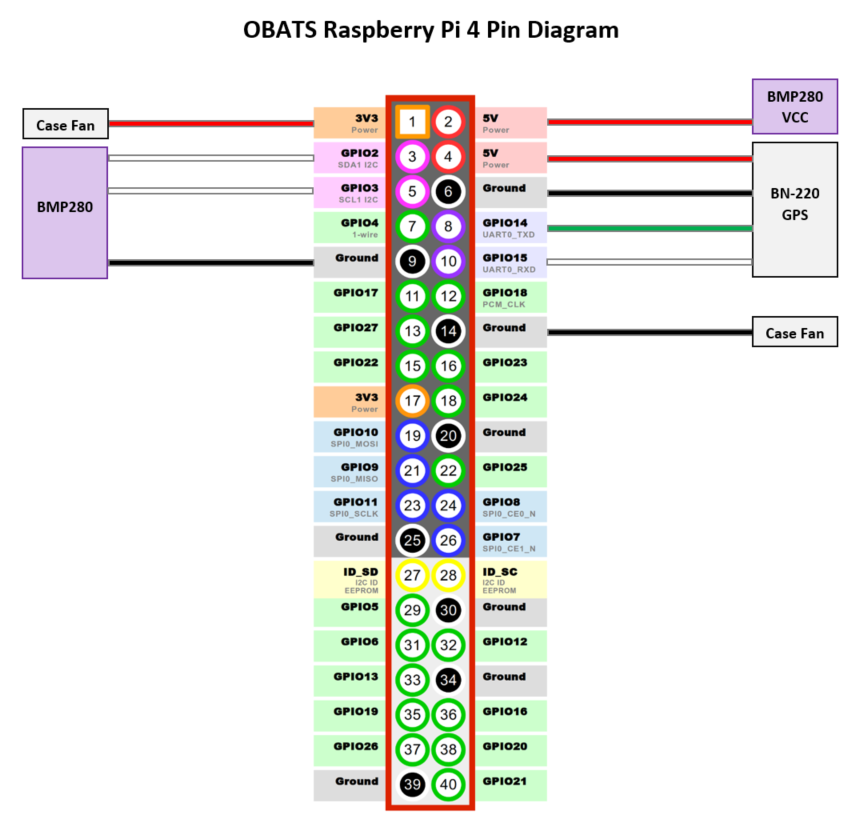 OBATS Raspberry Pi 4 Pin Diagram
BMP280
VCC
Case Fan
3V3
Power
1
2
5V
Power
BMP280
GPIO2
SDA1 I2C
3
4
5V
Power
BN-220
GPS
GPIO3
SCL1 I2C
5
6
Ground
GPIO4
1-wire
7
8
GPIO14
UART0_TXD
Ground
9
10
GPIO15
UART0_RXD
GPIO17
11
12
GPIO18
PCM_CLK
GPIO27
13
14
Ground
Case Fan
GPIO22
15
16
GPIO23
3V3
Power
17
18
GPIO24
GPIO10
SPI0_MOSI
19
20
Ground
GPIO9
SPI0_MISO
21
22
GPIO25
GPIO11
SPI0_SCLK
23
24
GPIO8
SPI0_CE0_N
Ground
25
26
GPIO7
SPI0_CE1_N
ID_SD
I2C ID
EEPROM
27
28
ID_SC
I2C ID
EEPROM
GPIO5
29
30
Ground
GPIO6
31
32
GPIO12
GPIO13
33
34
Ground
GPIO19
35
36
GPIO16
GPIO26
37
38
GPIO20
Ground
39
40
GPIO21